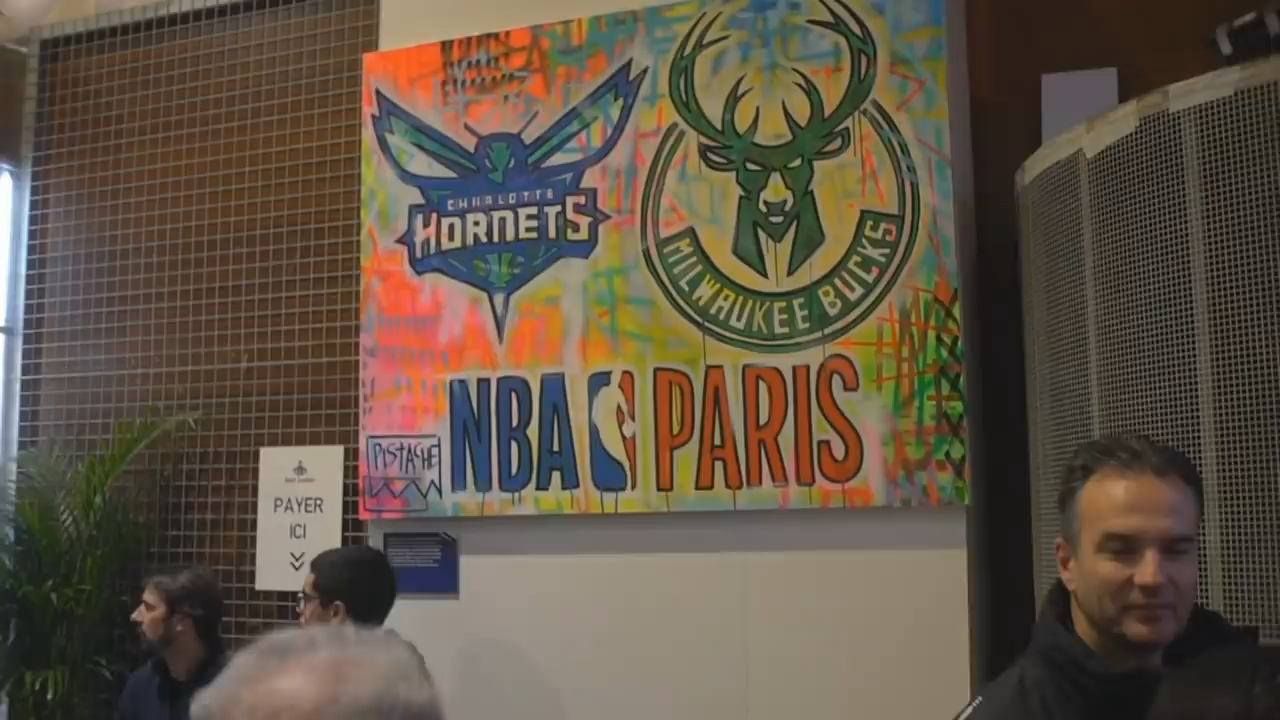 CHARLOTTE
HORNETS
MILWAUKEE BUCKS
NBA PARIS
PISTACHE
PAYER
ICI